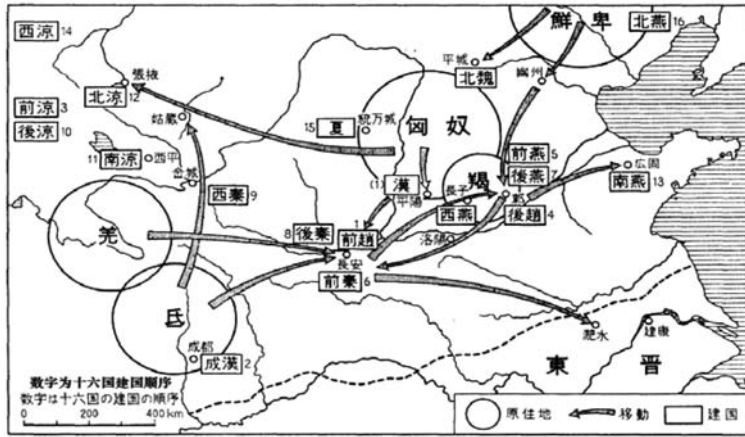 西涼 14
鮮卑
北燕 16
平城
北魏
幽州
張掖
北涼
12
前涼 3
後涼 10
姑蔵
15 夏
統万城
匈奴
11 南涼
西平
金城
西秦 9
(1) 漢
平陽
長子
羯
西燕
前燕 5
後燕 7
鄴
後趙 4
広固
南燕 13
羌
8 後秦
1
前趙
洛陽
長安
前秦 6
氐
成都
成漢 2
淝水
建康
東晋
数字为十六国建国顺序
数字は十六国の建国の順序
0 200 400 km
原住地
移動
建国